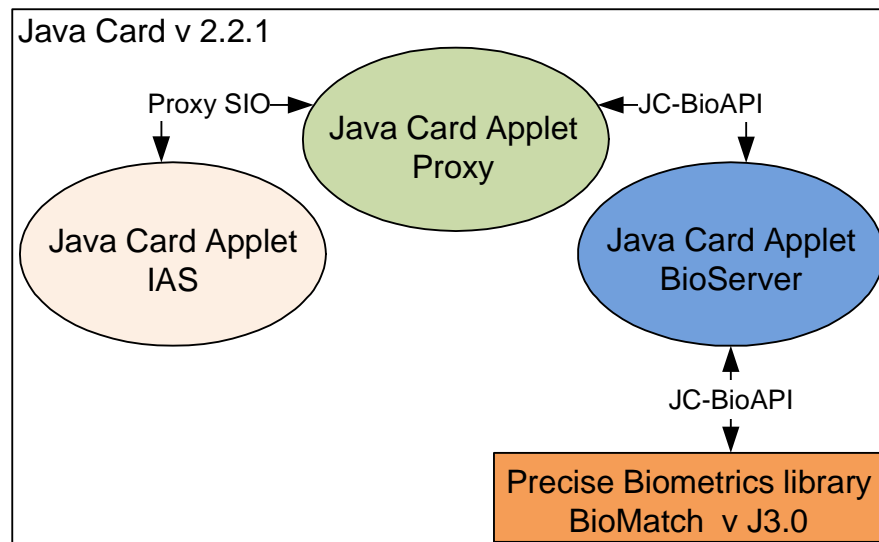 Java Card v 2.2.1
Proxy SIO
Java Card Applet
Proxy
JC-BioAPI
Java Card Applet
IAS
Java Card Applet
BioServer
JC-BioAPI
Precise Biometrics library
BioMatch v J3.0